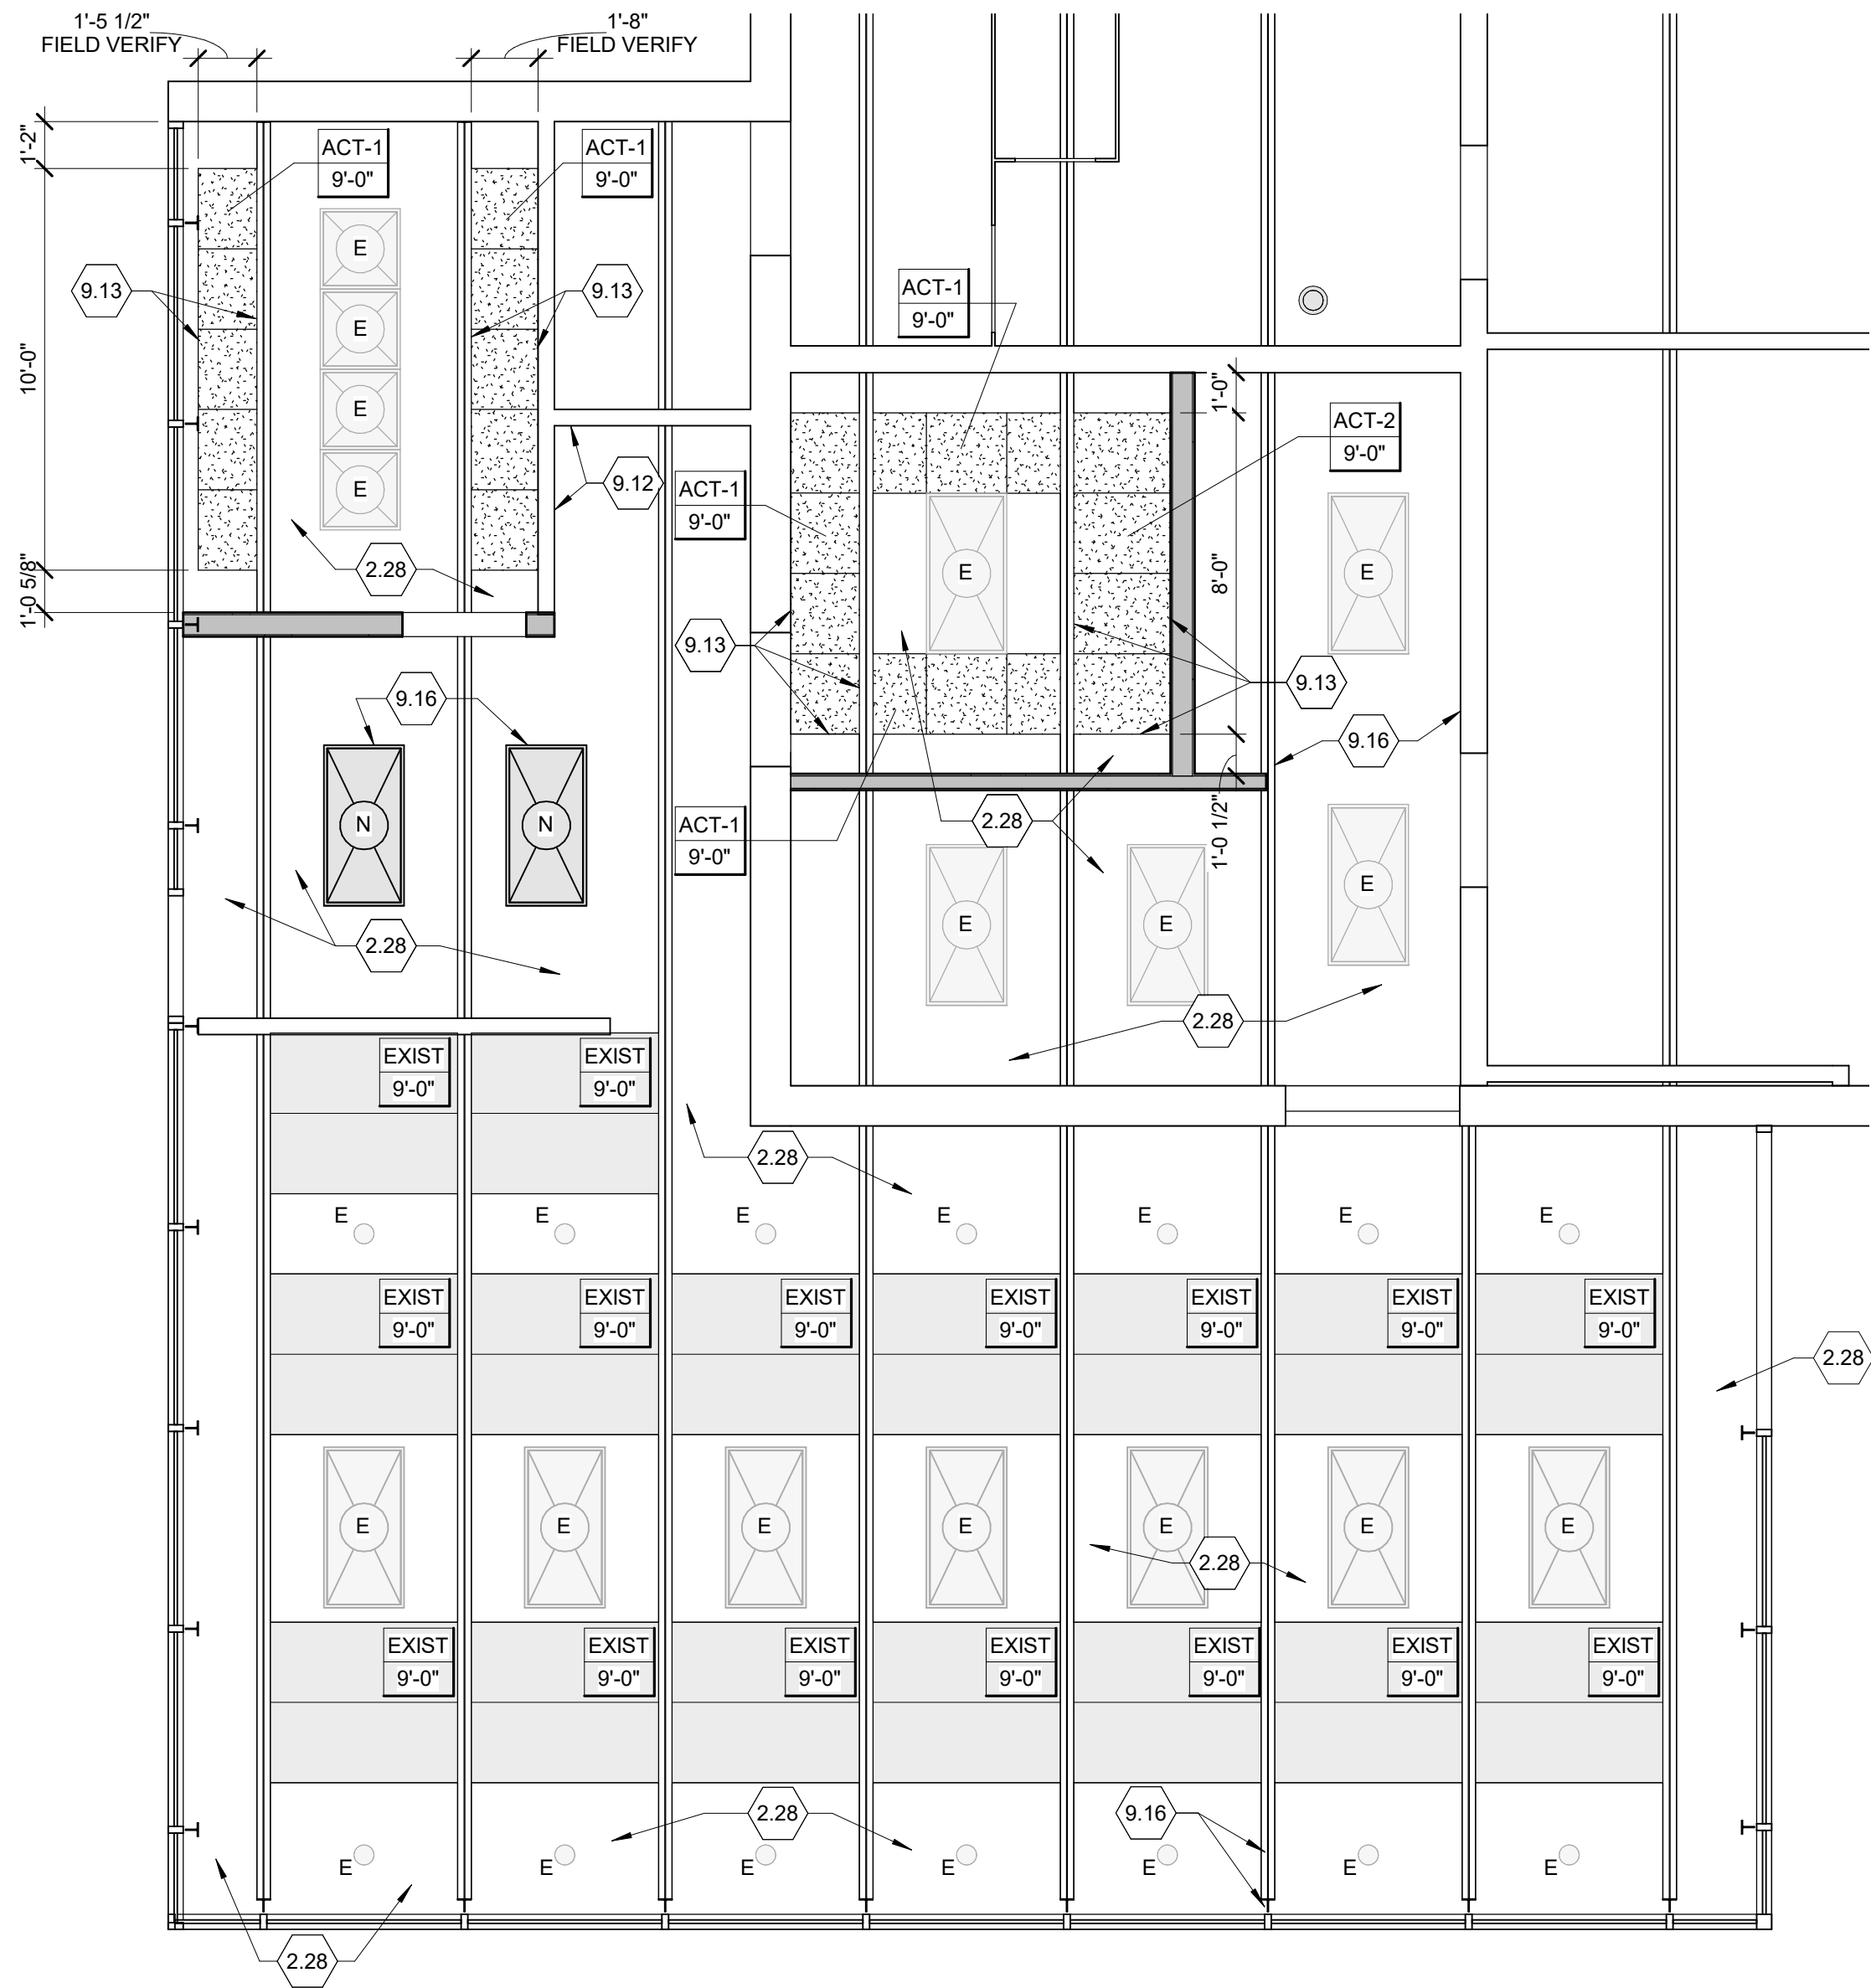 1'-5 1/2"
FIELD VERIFY
1'-8"
FIELD VERIFY
1'-2"
10'-0"
1'-0 5/8"
ACT-1
9'-0"
ACT-1
9'-0"
E
E
E
E
9.13
9.13
2.28
9.12
ACT-1
9'-0"
ACT-1
9'-0"
ACT-2
9'-0"
1'-0"
8'-0"
1'-0 1/2"
E
E
9.13
9.13
9.16
9.16
N
N
ACT-1
9'-0"
2.28
E
E
E
2.28
2.28
EXIST
9'-0"
EXIST
9'-0"
2.28
E
E
E
E
E
E
E
EXIST
9'-0"
EXIST
9'-0"
EXIST
9'-0"
EXIST
9'-0"
EXIST
9'-0"
EXIST
9'-0"
EXIST
9'-0"
2.28
E
E
E
E
E
E
E
2.28
EXIST
9'-0"
EXIST
9'-0"
EXIST
9'-0"
EXIST
9'-0"
EXIST
9'-0"
EXIST
9'-0"
EXIST
9'-0"
2.28
9.16
E
E
E
E
E
E
E
2.28